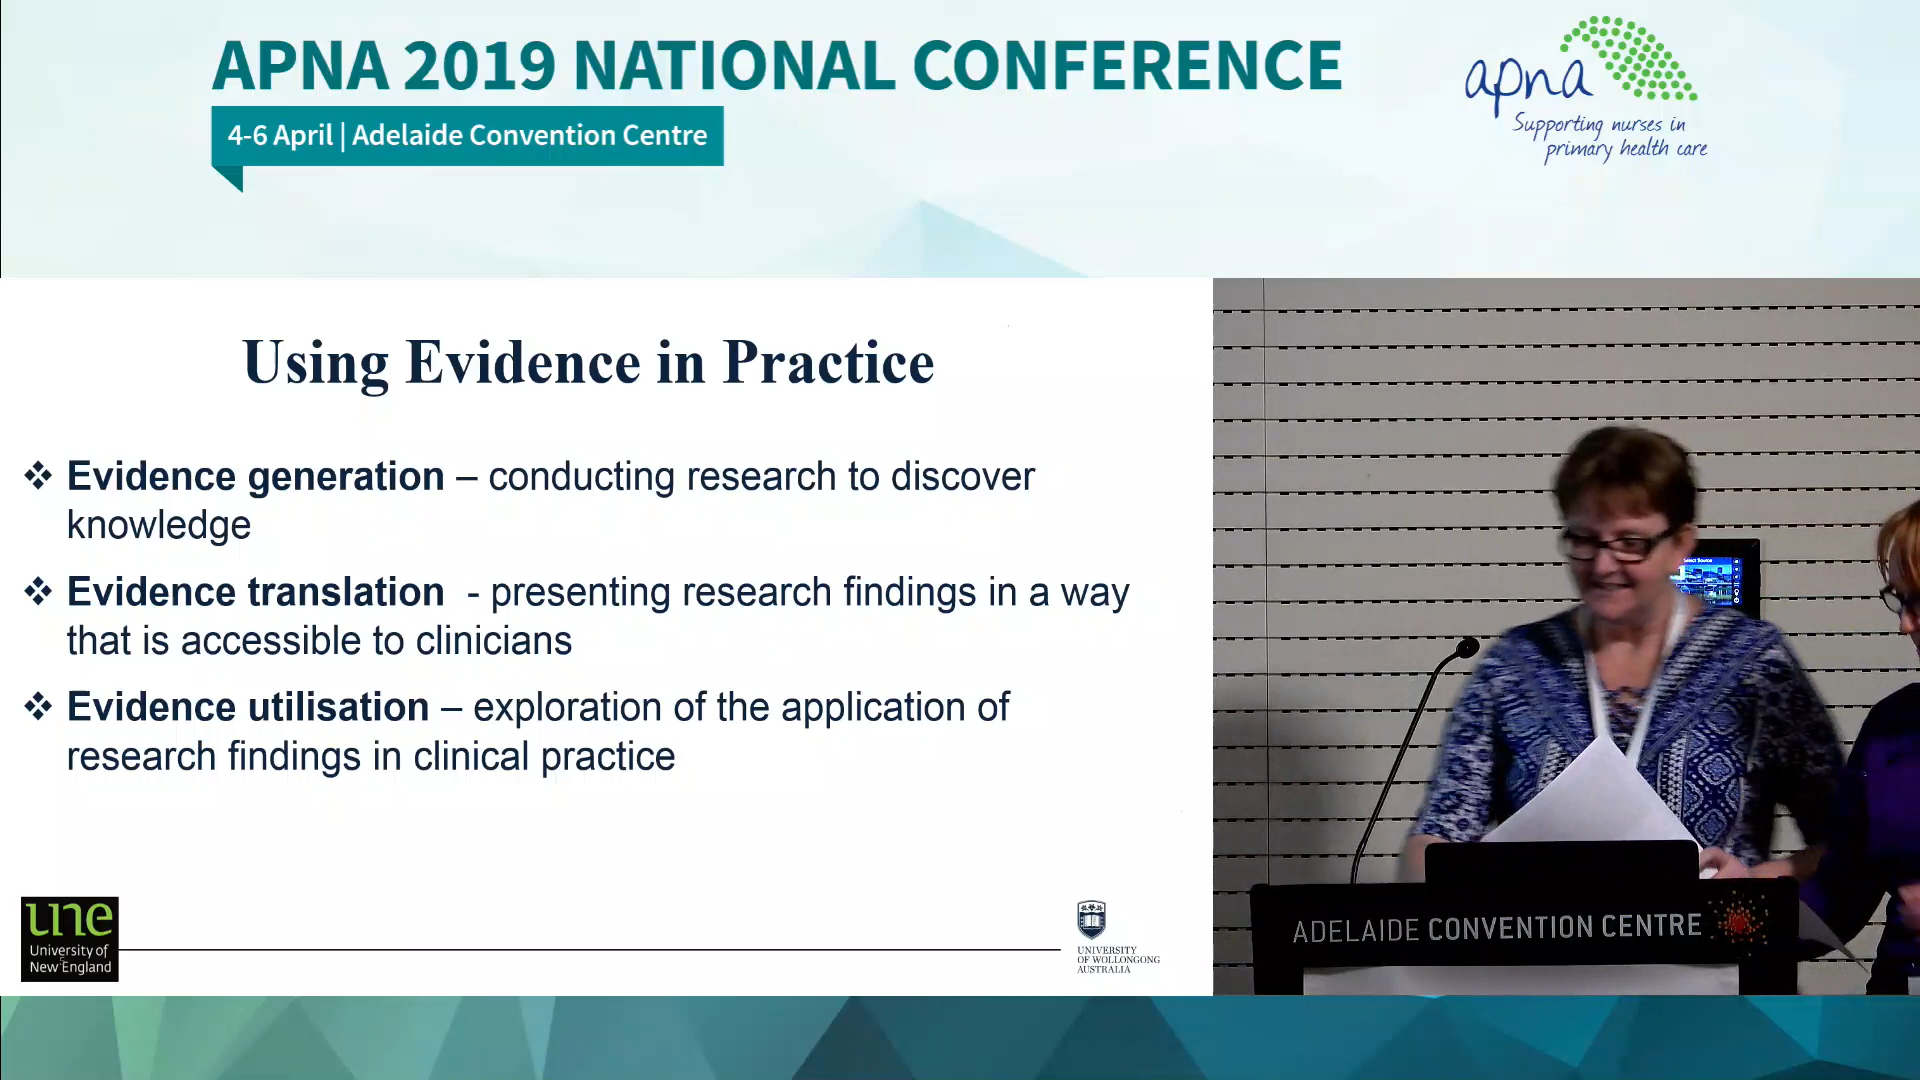 APNA 2019 NATIONAL CONFERENCE
4-6 April | Adelaide Convention Centre
apna
Supporting nurses in
primary health care
Using Evidence in Practice
❖ Evidence generation – conducting research to discover
knowledge
❖ Evidence translation - presenting research findings in a way
that is accessible to clinicians
❖ Evidence utilisation – exploration of the application of
research findings in clinical practice
une
University of
New England
UNIVERSITY
OF WOLLONGONG
AUSTRALIA
Select Source
ADELAIDE CONVENTION CENTRE